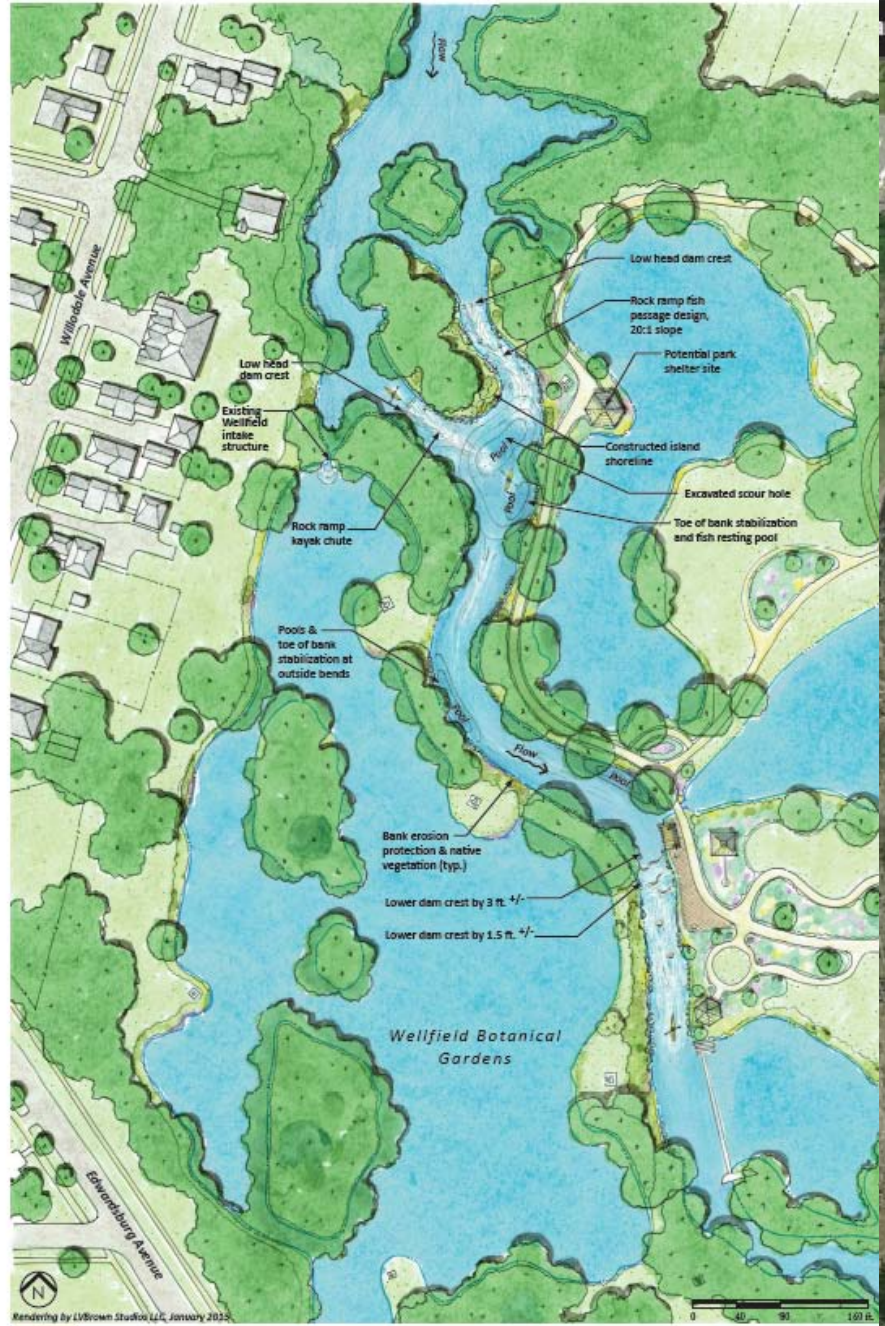 Flow
Willodale Avenue
Low head dam crest
Rock ramp fish
passage design,
20:1 slope
Potential park
shelter site
Low head
dam crest
Existing
Wellfield
intake
structure
Pool
Constructed island
shoreline
Excavated scour hole
Pool
Toe of bank stabilization
and fish resting pool
Rock ramp
kayak chute
Pools &
toe of bank
stabilization at
outside bends
Pool
Flow
Pool
Bank erosion
protection & native
vegetation (typ.)
Lower dam crest by 3 ft. +/-
Lower dam crest by 1.5 ft. +/-
Wellfield Botanical
Gardens
Edwardsburg Avenue
N
Rendering by LVBrown Studios LLC, January 2015
0 40 80 160 ft.